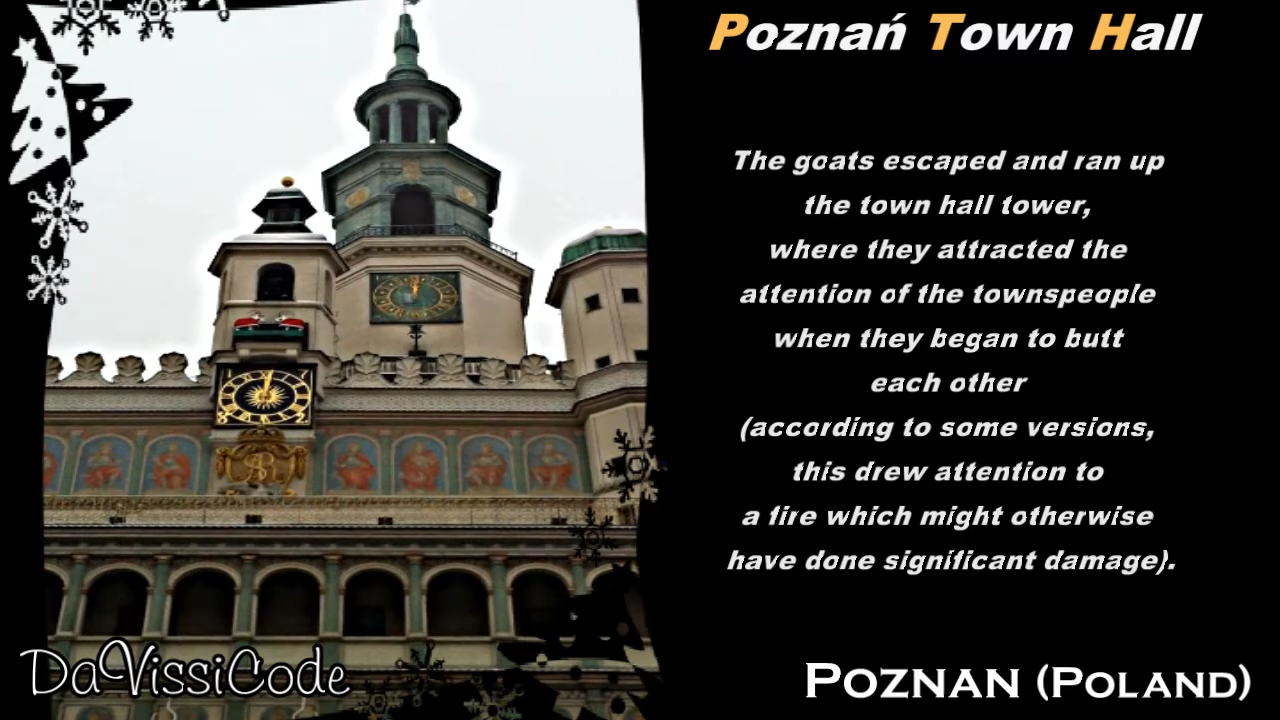 Poznań Town Hall
The goats escaped and ran up
the town hall tower,
where they attracted the
attention of the townspeople
when they began to butt
each other
(according to some versions,
this drew attention to
a fire which might otherwise
have done significant damage).
DaVissiCode
Poznan (Poland)